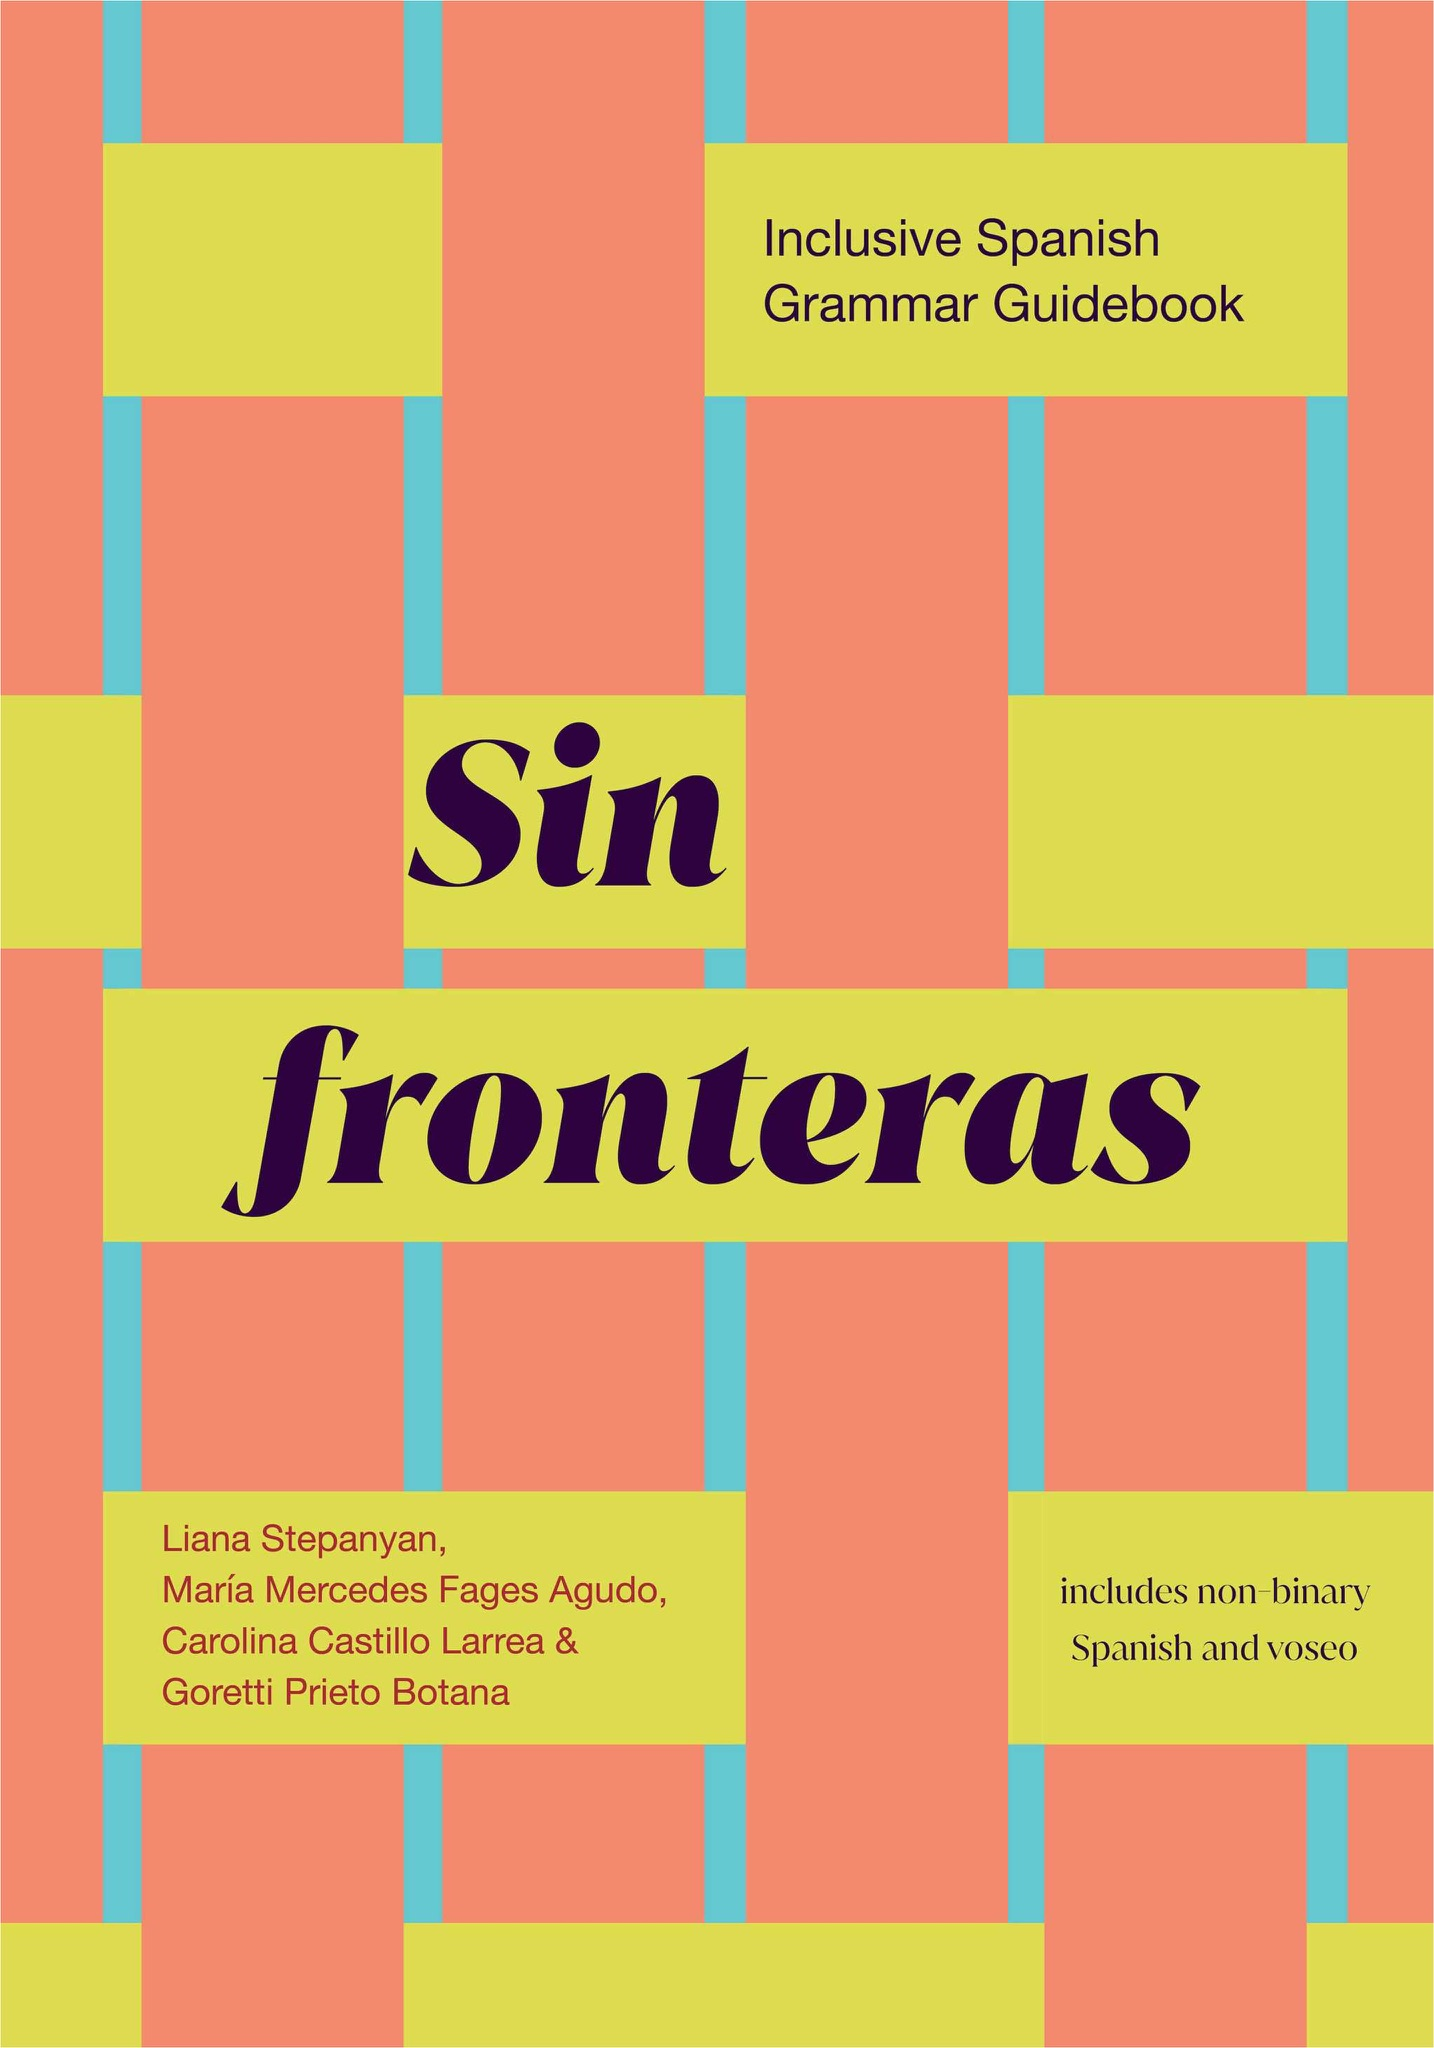 Inclusive Spanish
Grammar Guidebook
Sin
fronteras
Liana Stepanyan,
María Mercedes Fages Agudo,
Carolina Castillo Larrea &
Goretti Prieto Botana
includes non-binary
Spanish and voseo